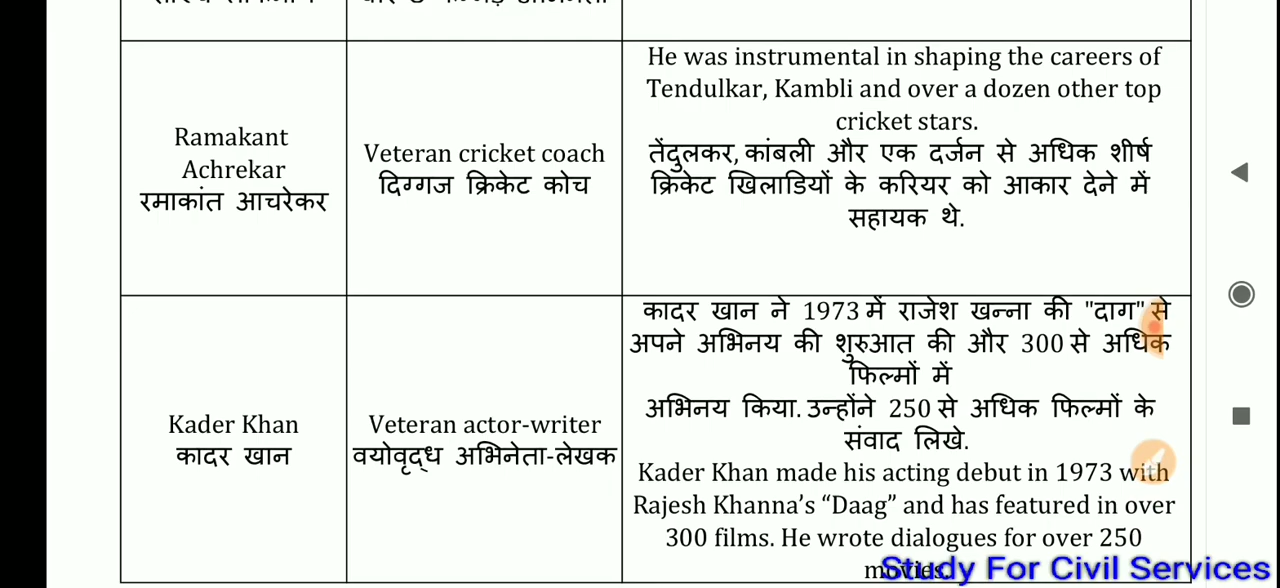 Ramakant
Achrekar
रमाकांत आचरेकर
Veteran cricket coach
दिग्गज क्रिकेट कोच
He was instrumental in shaping the careers of
Tendulkar, Kambli and over a dozen other top
cricket stars.
तेंदुलकर, कांबली और एक दर्जन से अधिक शीर्ष
क्रिकेट खिलाडियों के करियर को आकार देने में
सहायक थे.
Kader Khan
कादर खान
Veteran actor-writer
वयोवृद्ध अभिनेता-लेखक
कादर खान ने 1973 में राजेश खन्ना की "दाग" से
अपने अभिनय की शुरुआत की और 300 से अधिक
फिल्मों में
अभिनय किया. उन्होंने 250 से अधिक फिल्मों के
संवाद लिखे.
Kader Khan made his acting debut in 1973 with
Rajesh Khanna's “Daag” and has featured in over
300 films. He wrote dialogues for over 250
movies.
Study For Civil Services